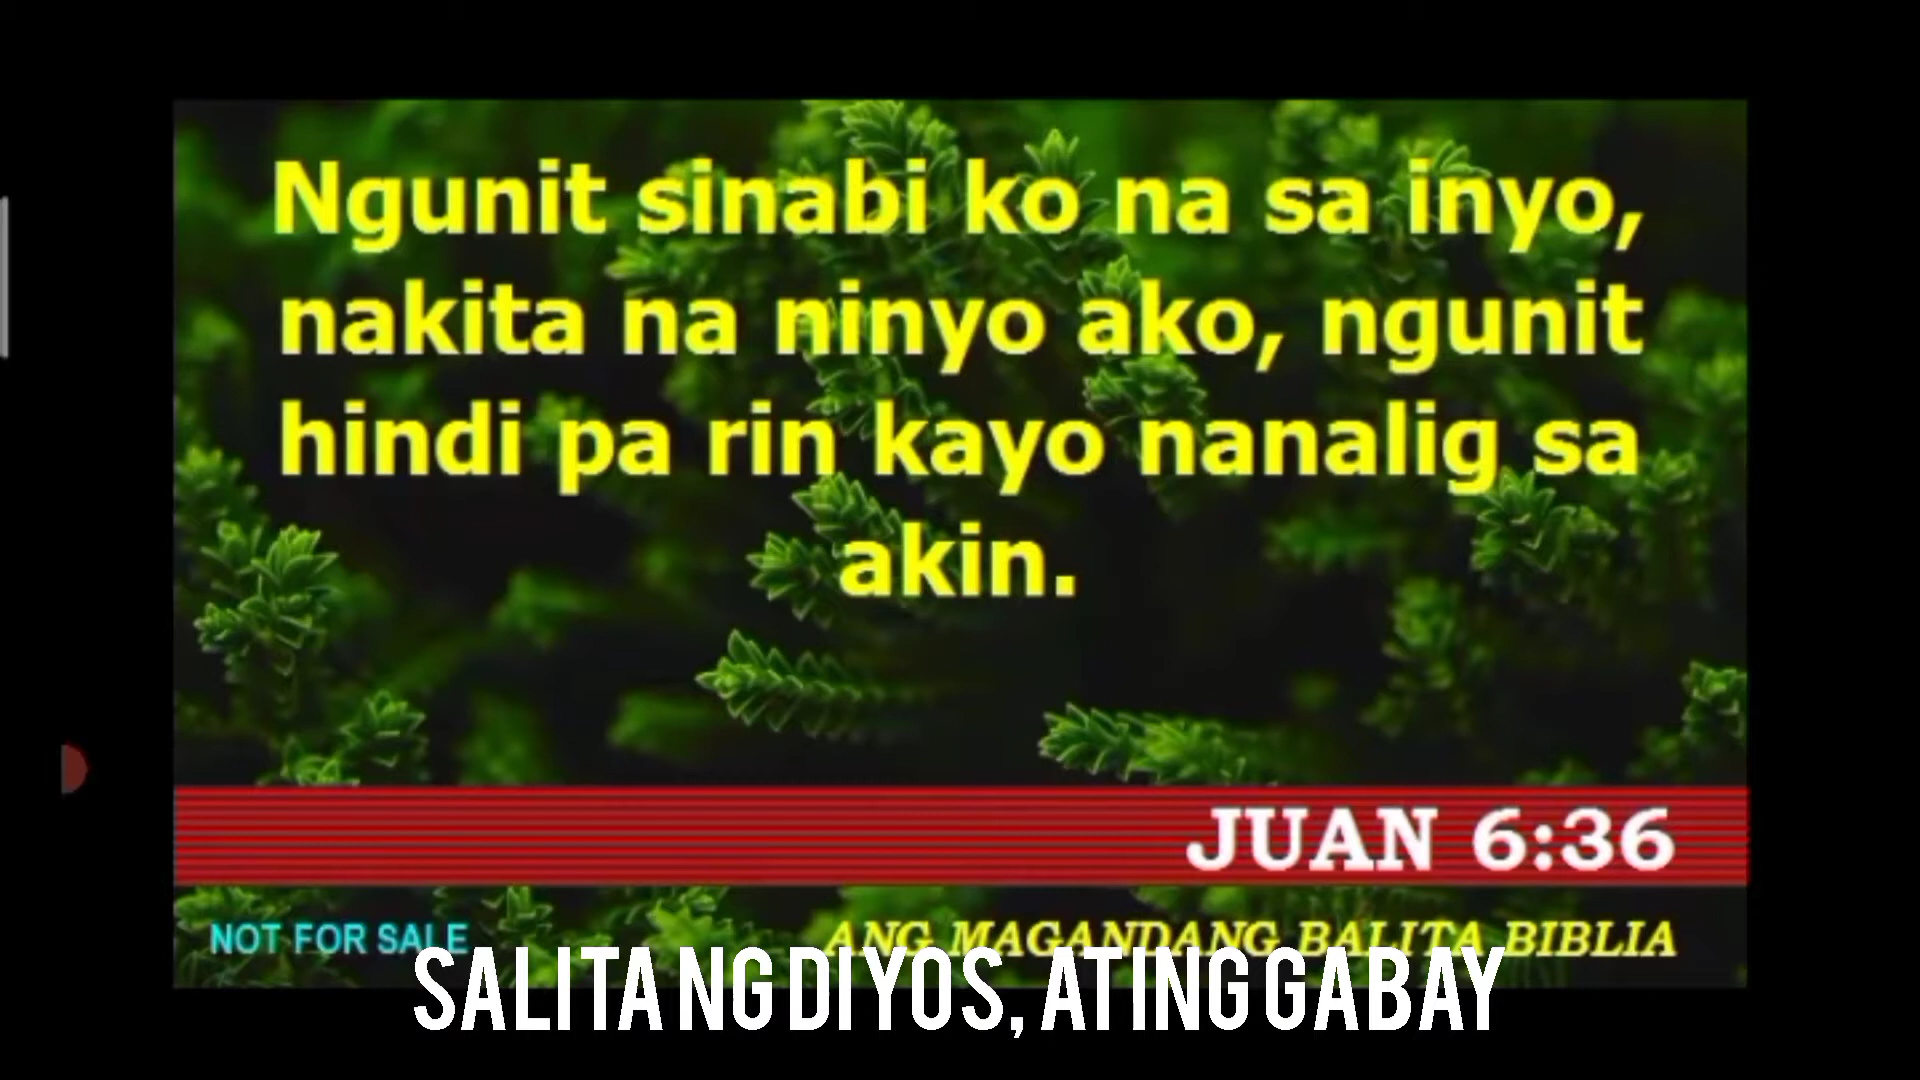 Ngunit sinabi ko na sa inyo,
nakita na ninyo ako, ngunit
hindi pa rin kayo nanalig sa
akin.
JUAN 6:36
NOT FOR SALE
ANG MAGANDANG BALITA BIBLIA
SALITA NG DIYOS, ATING GABAY